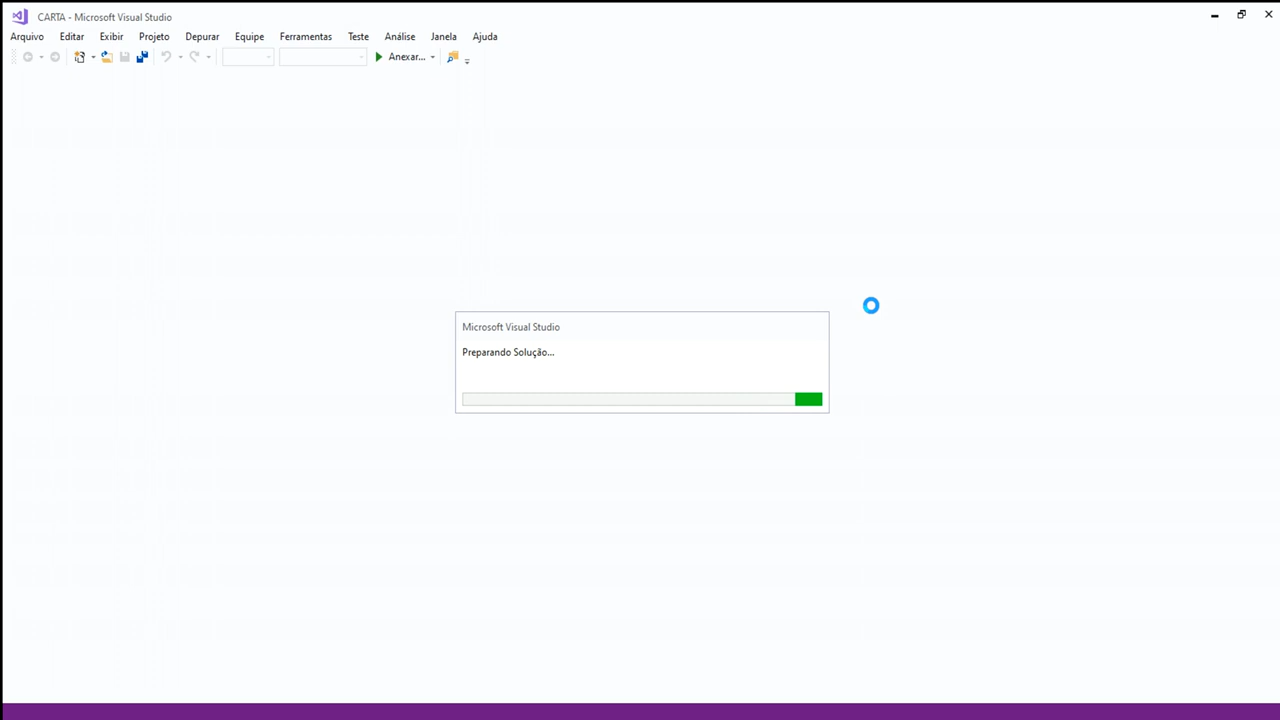 CARTA - Microsoft Visual Studio
Arquivo Editar Exibir Projeto Depurar Equipe Ferramentas Teste Análise Janela Ajuda
Anexar...
Microsoft Visual Studio
Preparando Solução...